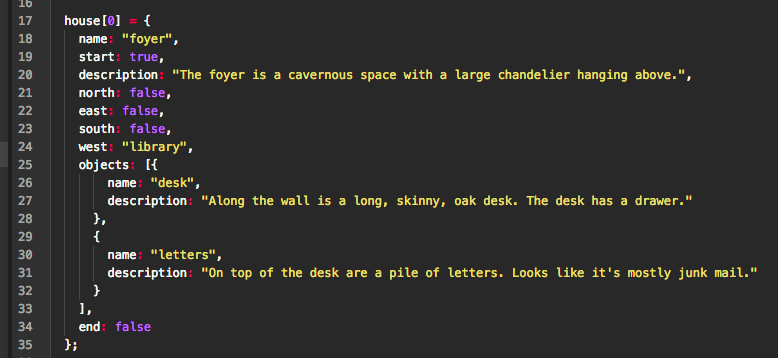 16
17 house[0] = {
18 name: "foyer",
19 start: true,
20 description: "The foyer is a cavernous space with a large chandelier hanging above.",
21 north: false,
22 east: false,
23 south: false,
24 west: "library",
25 objects: [{
26 name: "desk",
27 description: "Along the wall is a long, skinny, oak desk. The desk has a drawer."
28 },
29 {
30 name: "letters",
31 description: "On top of the desk are a pile of letters. Looks like it's mostly junk mail."
32 }
33 ],
34 end: false
35 };